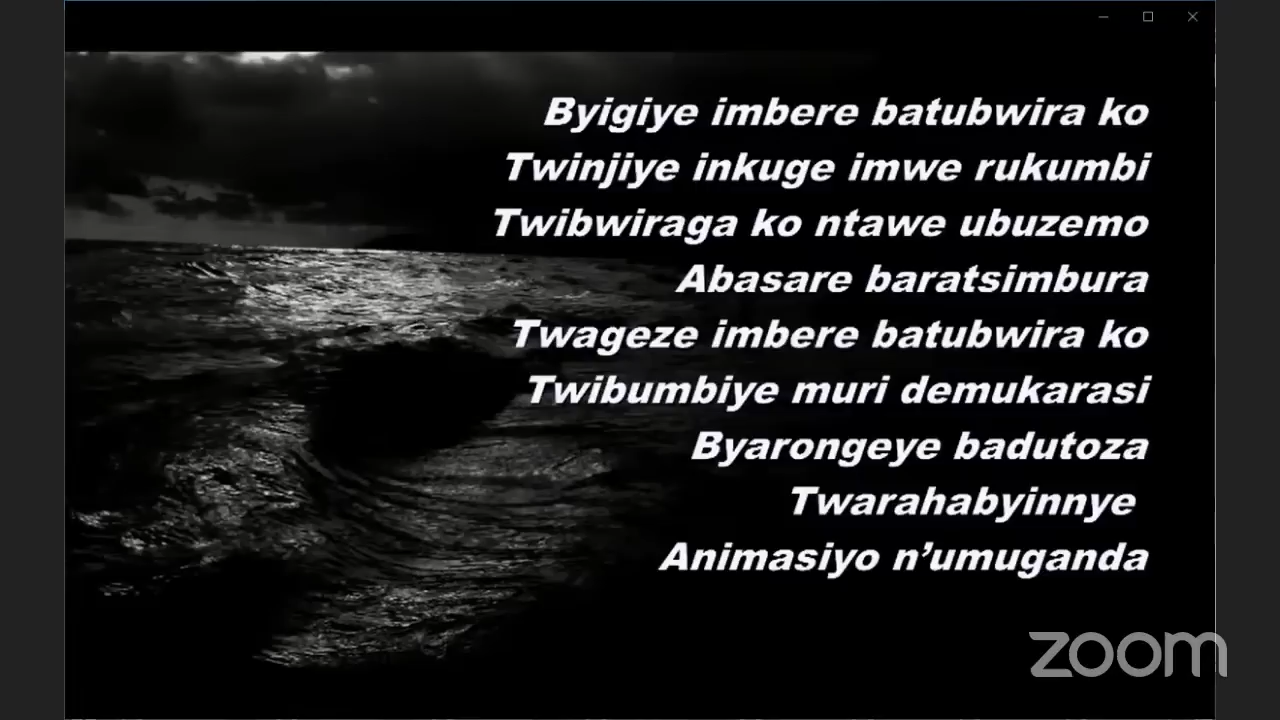 Byigiye imbere batubwira ko
Twinjiye inkuge imwe rukumbi
Twibwiraga ko ntawe ubuzemo
Abasare baratsimbura
Twageze imbere batubwira ko
Twibumbiye muri demukarasi
Byarongeye badutoza
Twarahabyinnye
Animasiyo n’umuganda
zoom